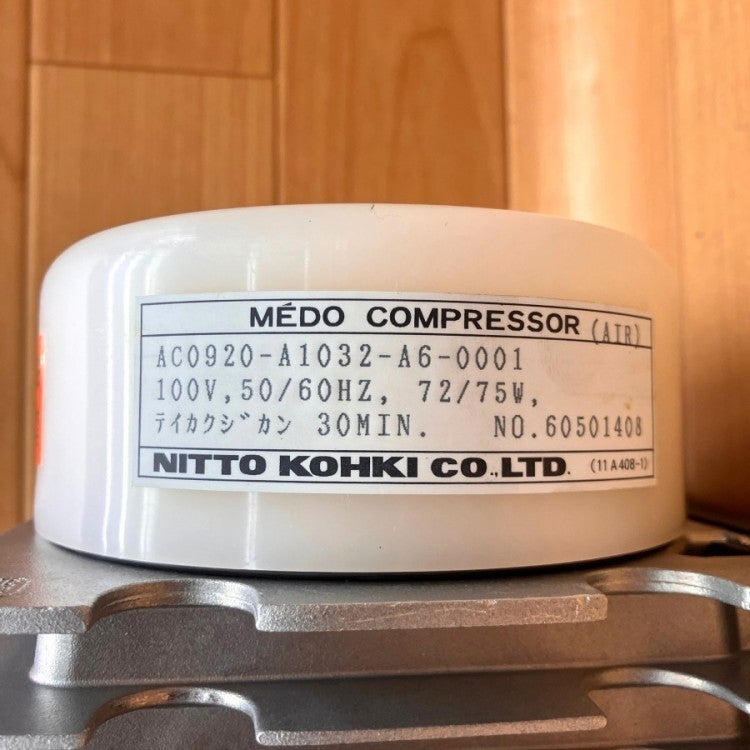 MÉDO COMPRESSOR (AIR)
AC0920-A1032-A6-0001
100V,50/60HZ, 72/75W,
テイカクジカン 30MIN. NO.60501408
NITTO KOHKI CO.,LTD. (11A408-1)